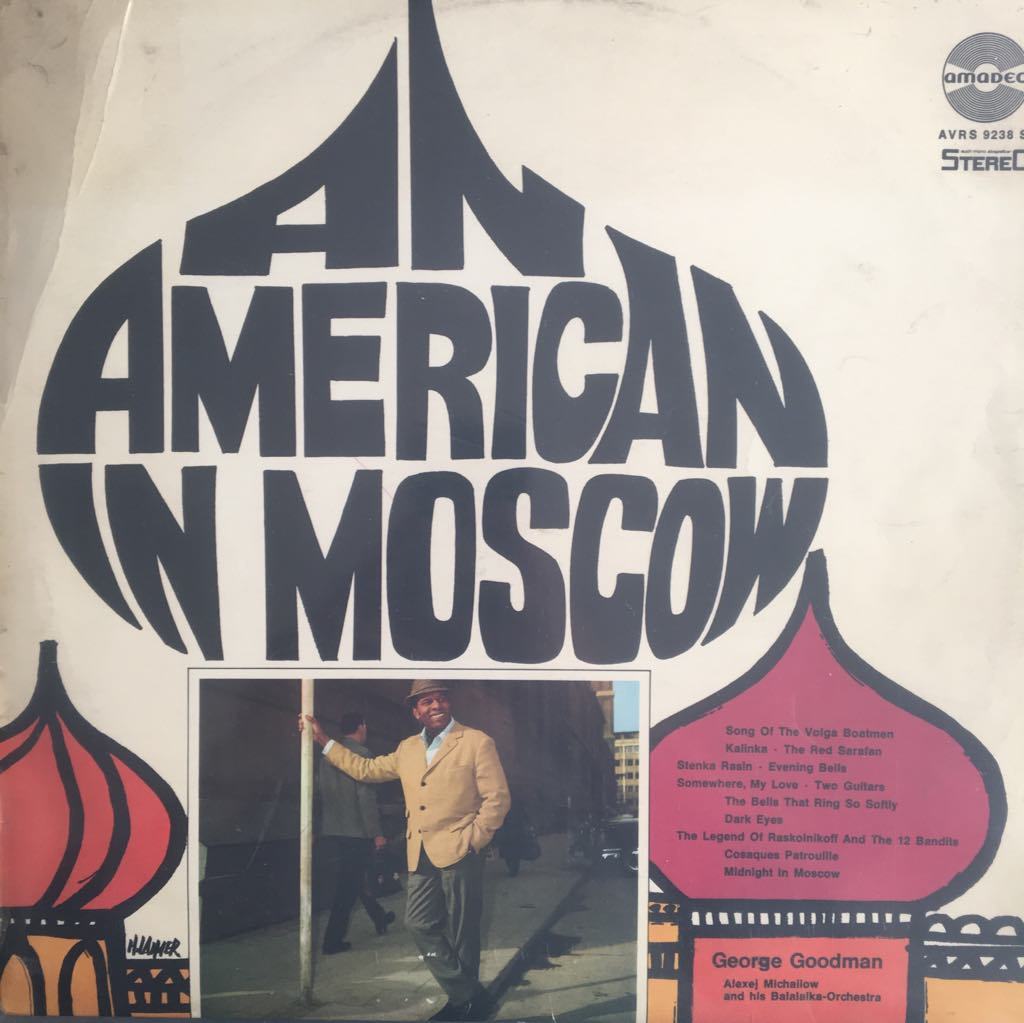 AN
AMERICAN
IN MOSCOW
AMADEO
AVRS 9238 S
STEREO
Song Of The Volga Boatmen
Kalinka · The Red Sarafan
Stenka Rasin · Evening Bells
Somewhere, My Love · Two Guitars
The Bells That Ring So Softly
Dark Eyes
The Legend Of Raskolnikoff And The 12 Bandits
Cosaques Patrouille
Midnight In Moscow
George Goodman
Alexej Michailow
and his Balalaika-Orchestra